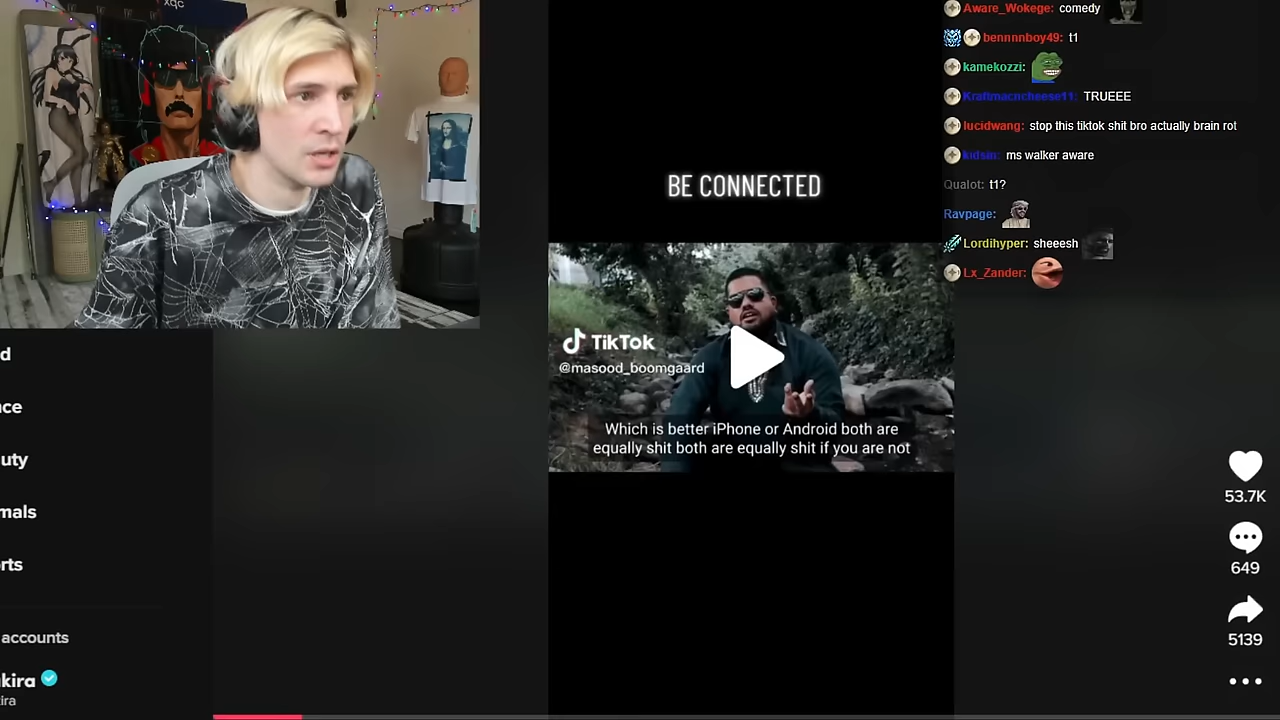 xqc
BE CONNECTED
TikTok
@masood_boomgaard
Which is better iPhone or Android both are
equally shit both are equally shit if you are not
Aware_Wokege: comedy
bennnnboy49: t1
kamekozzi:
Kraftmacncheese11: TRUEEE
lucidwang: stop this tiktok shit bro actually brain rot
kidsin: ms walker aware
Qualot: t1?
Ravpage:
Lordihyper: sheeesh
Lx_Zander:
d
nce
uty
mals
rts
accounts
kira
ira
53.7K
649
5139